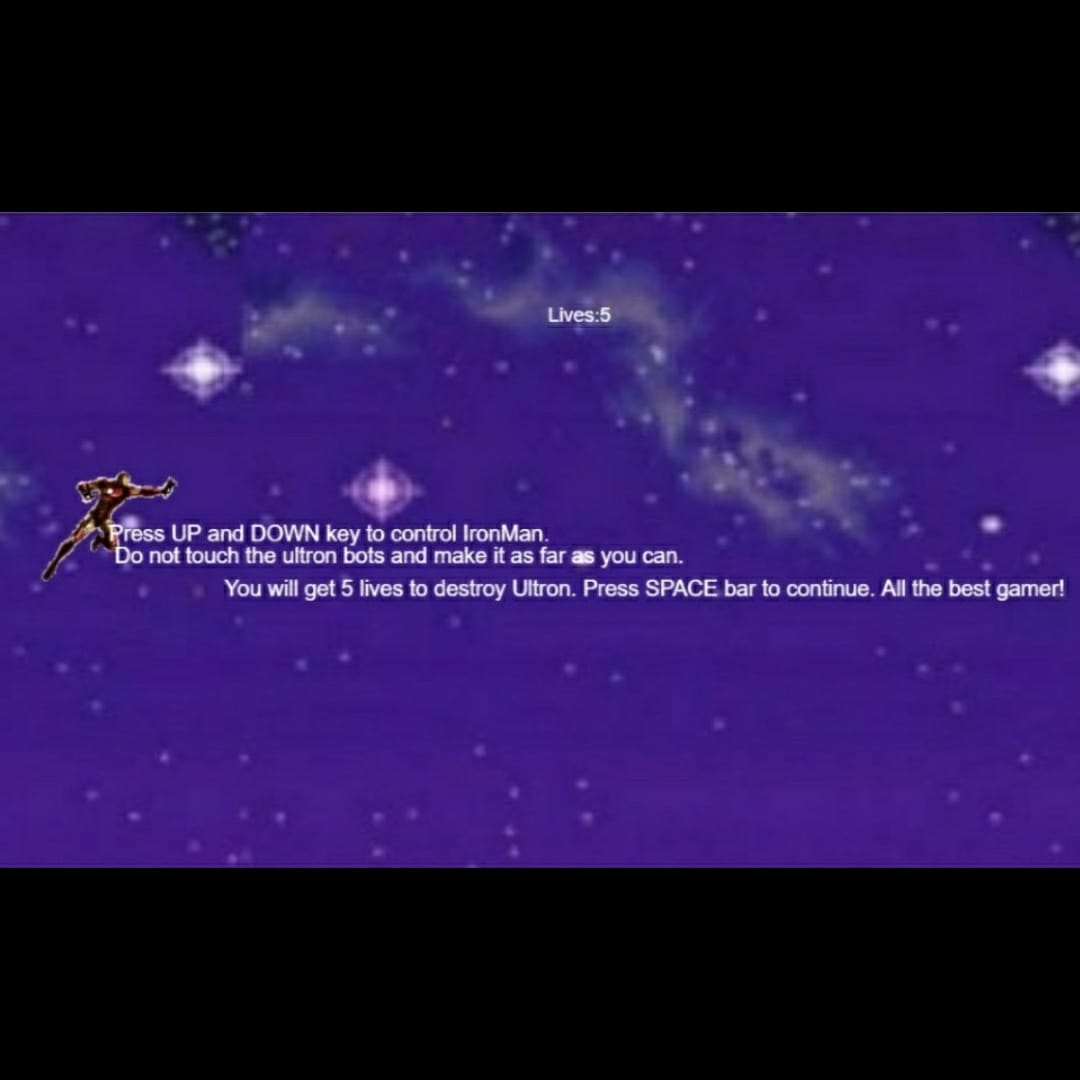 Lives:5
Press UP and DOWN key to control IronMan.
Do not touch the ultron bots and make it as far as you can.
You will get 5 lives to destroy Ultron. Press SPACE bar to continue. All the best gamer!